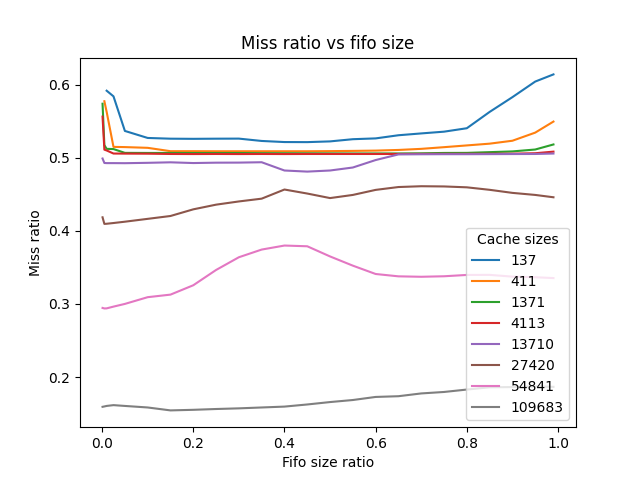 Miss ratio vs fifo size
Miss ratio
0.6
0.5
0.4
0.3
0.2
0.0 0.2 0.4 0.6 0.8 1.0
Fifo size ratio
Cache sizes
137
411
1371
4113
13710
27420
54841
109683